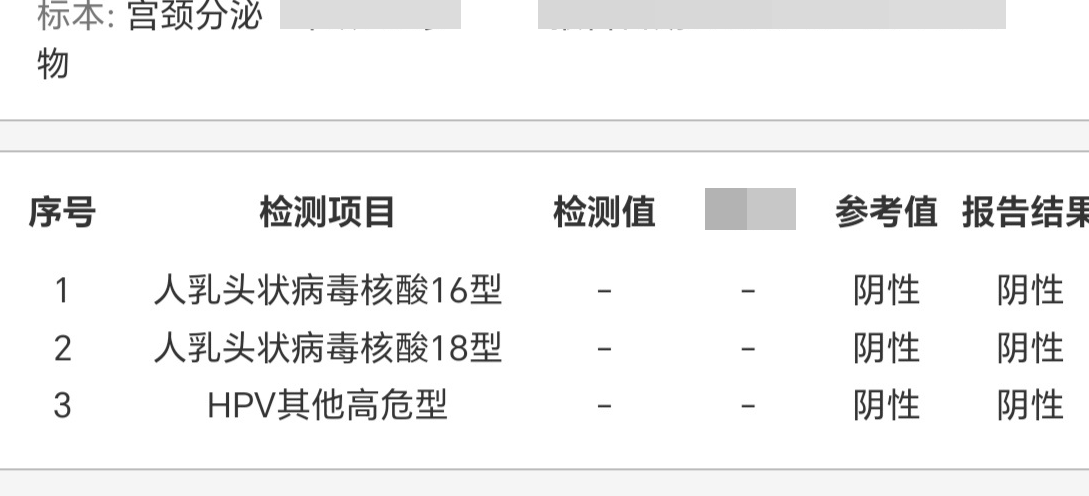 标本: 宫颈分泌
物
序号 检测项目 检测值 参考值 报告结果
1 人乳头状病毒核酸16型 - - 阴性 阴性
2 人乳头状病毒核酸18型 - - 阴性 阴性
3 HPV其他高危型 - - 阴性 阴性